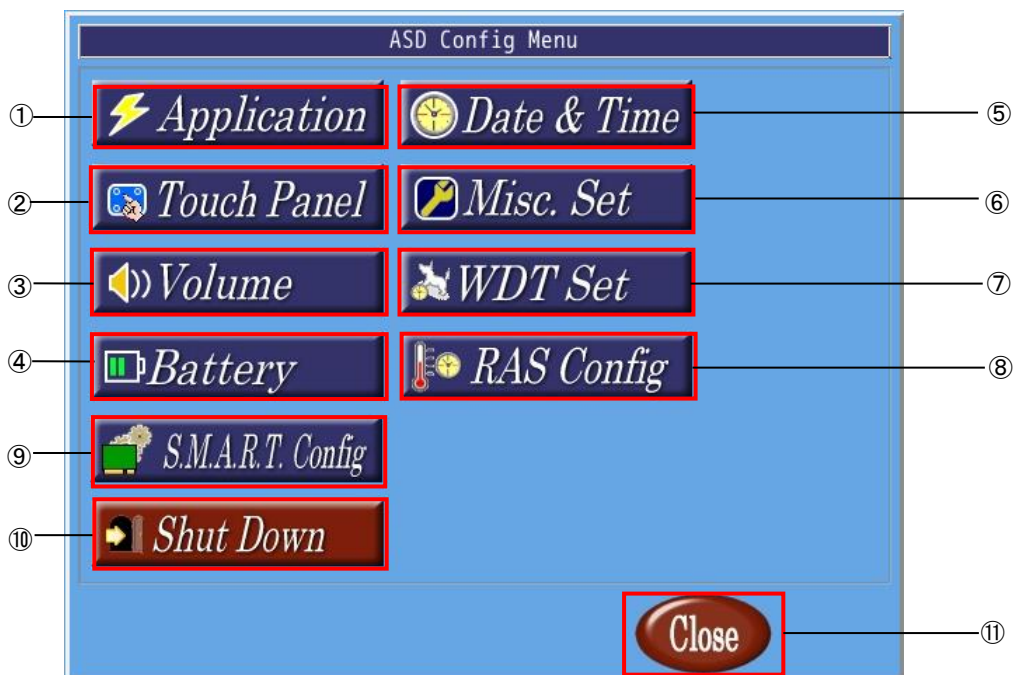 ASD Config Menu
① Application
Date & Time ⑤
② Touch Panel
Misc. Set ⑥
③ Volume
WDT Set ⑦
④ Battery
RAS Config ⑧
⑨ S.M.A.R.T. Config
⑩ Shut Down
Close ⑪